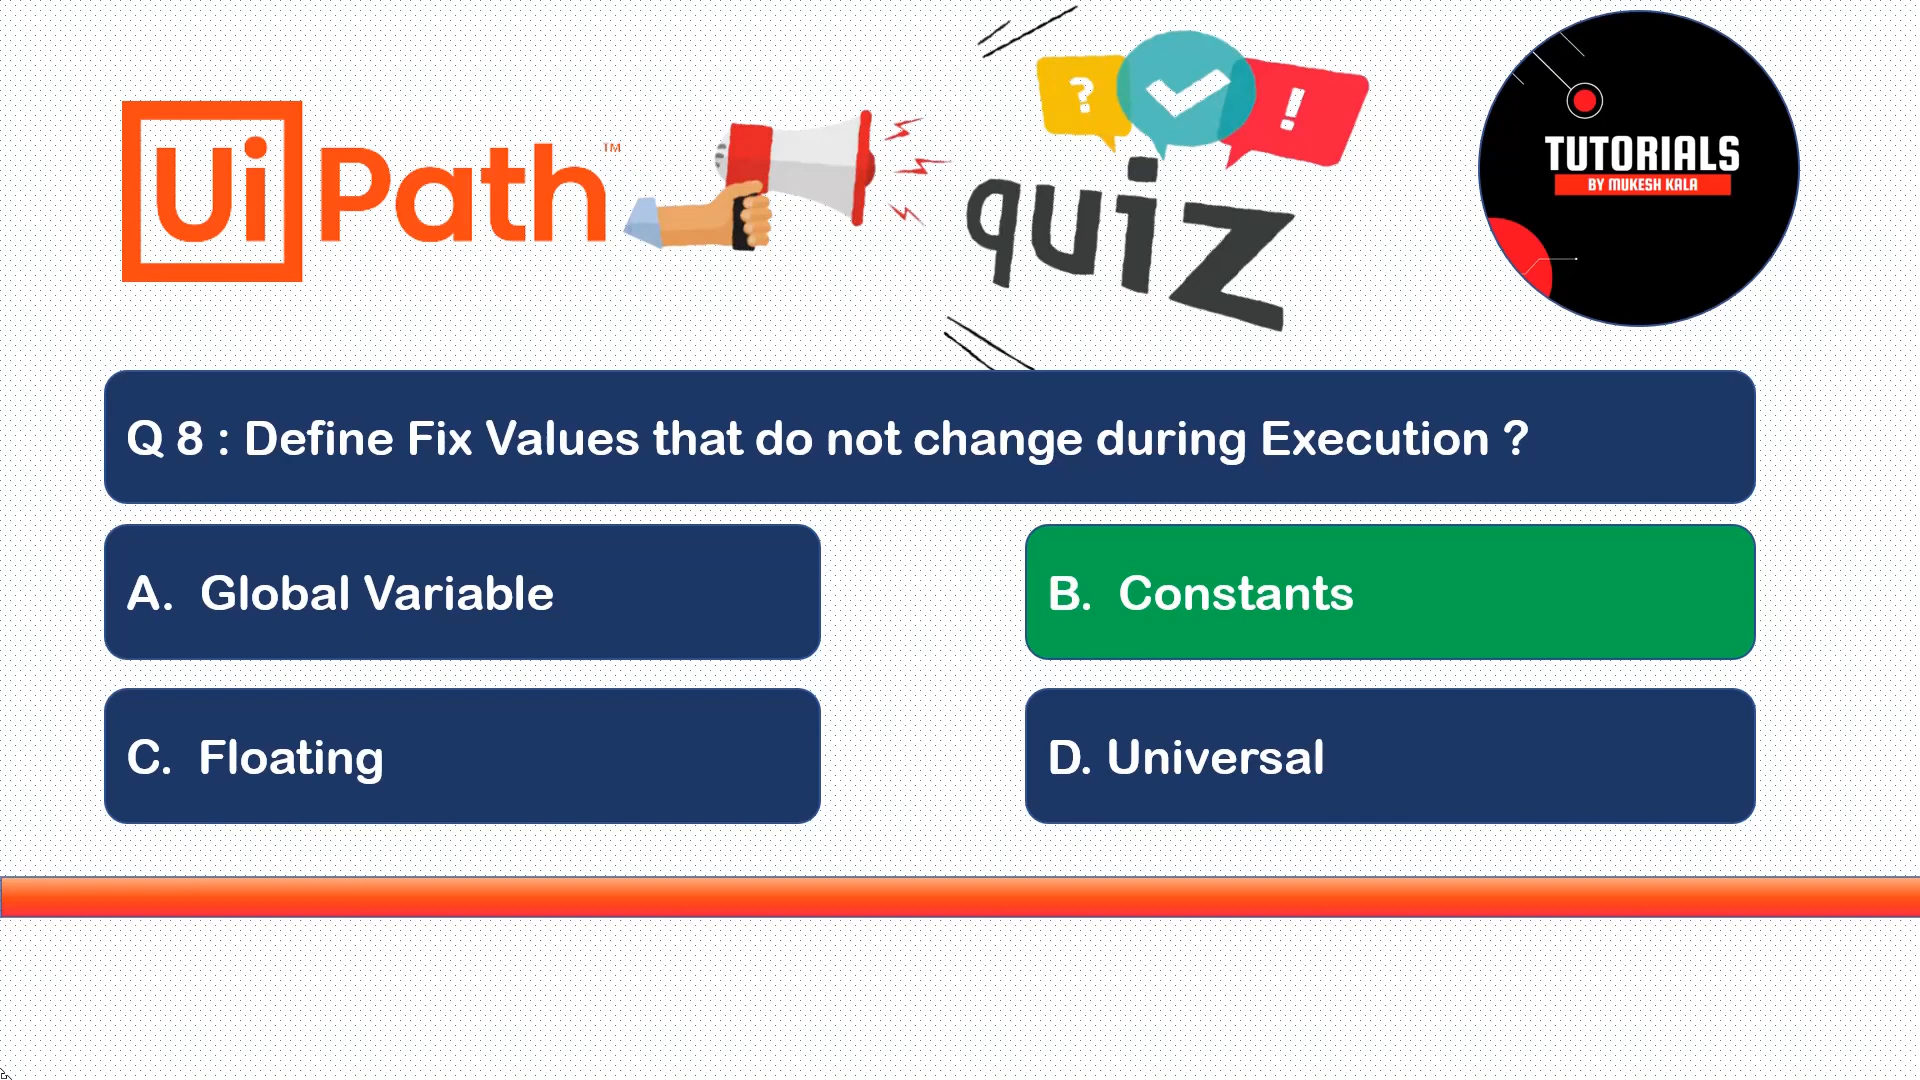 UiPath™
?
!
quiz
TUTORIALS
BY MUKESH KALA
Q 8 : Define Fix Values that do not change during Execution ?
A. Global Variable
B. Constants
C. Floating
D. Universal